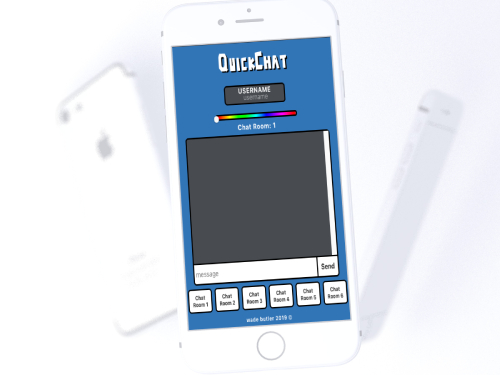 QUICKCHAT
USERNAME
username
Chat Room: 1
message
Send
Chat Room 1
Chat Room 2
Chat Room 3
Chat Room 4
Chat Room 5
Chat Room 6
wade butler 2019 ©